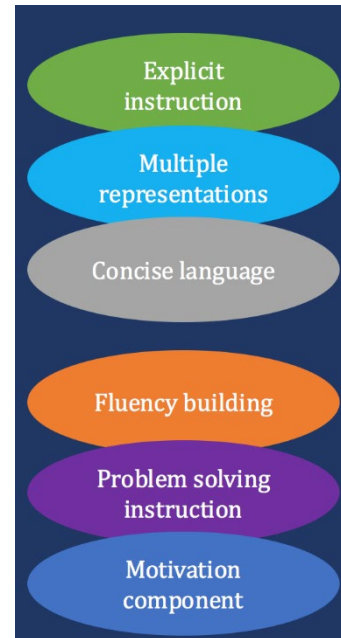 Explicit
instruction
Multiple
representations
Concise language
Fluency building
Problem solving
instruction
Motivation
component